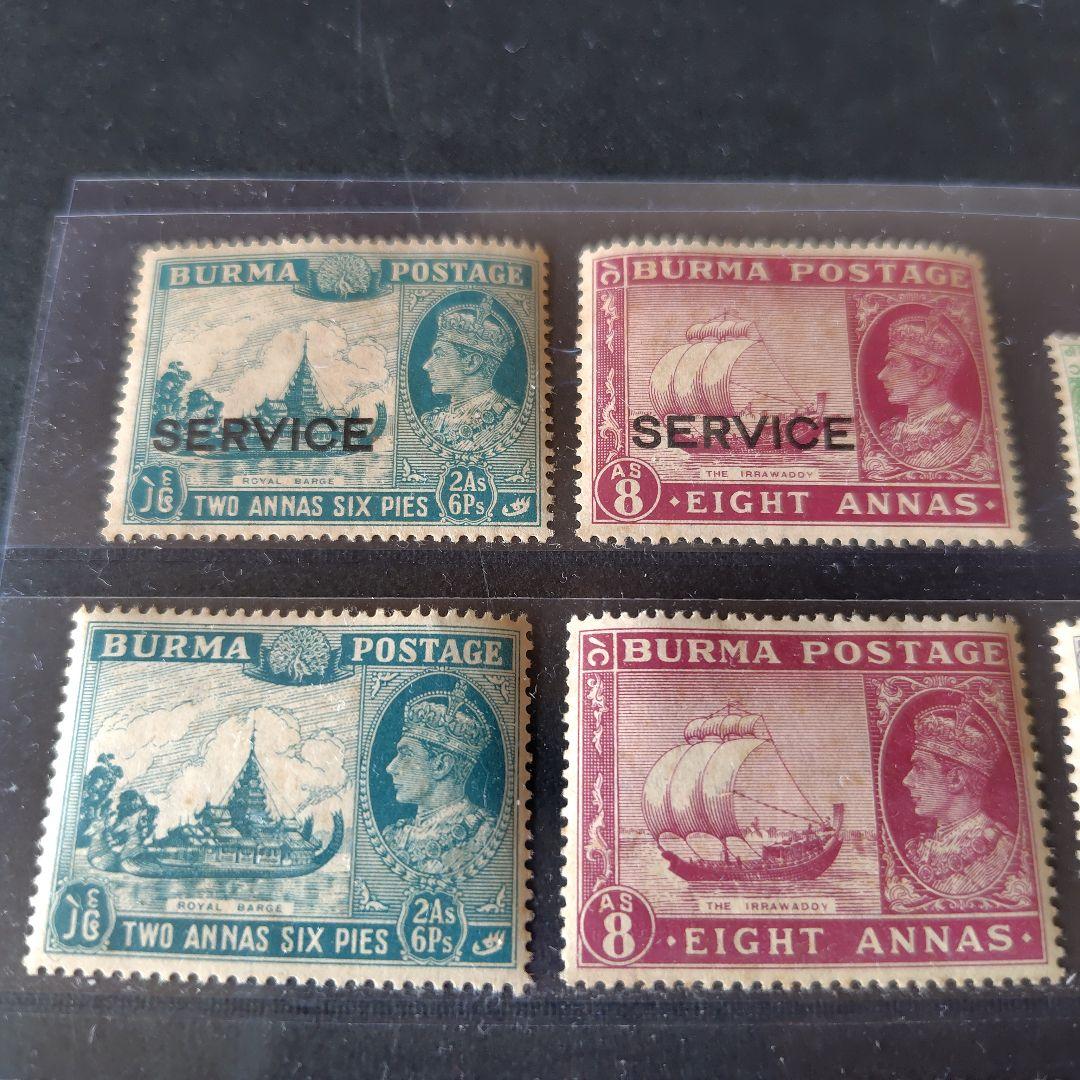 BURMA POSTAGE
SERVICE
ROYAL BARGE
TWO ANNAS SIX PIES
2As
6Ps
BURMA POSTAGE
SERVICE
THE IRRAWADDY
AS
8
·EIGHT ANNAS·
BURMA POSTAGE
ROYAL BARGE
TWO ANNAS SIX PIES
2As
6Ps
BURMA POSTAGE
THE IRRAWADDY
AS
8
·EIGHT ANNAS·